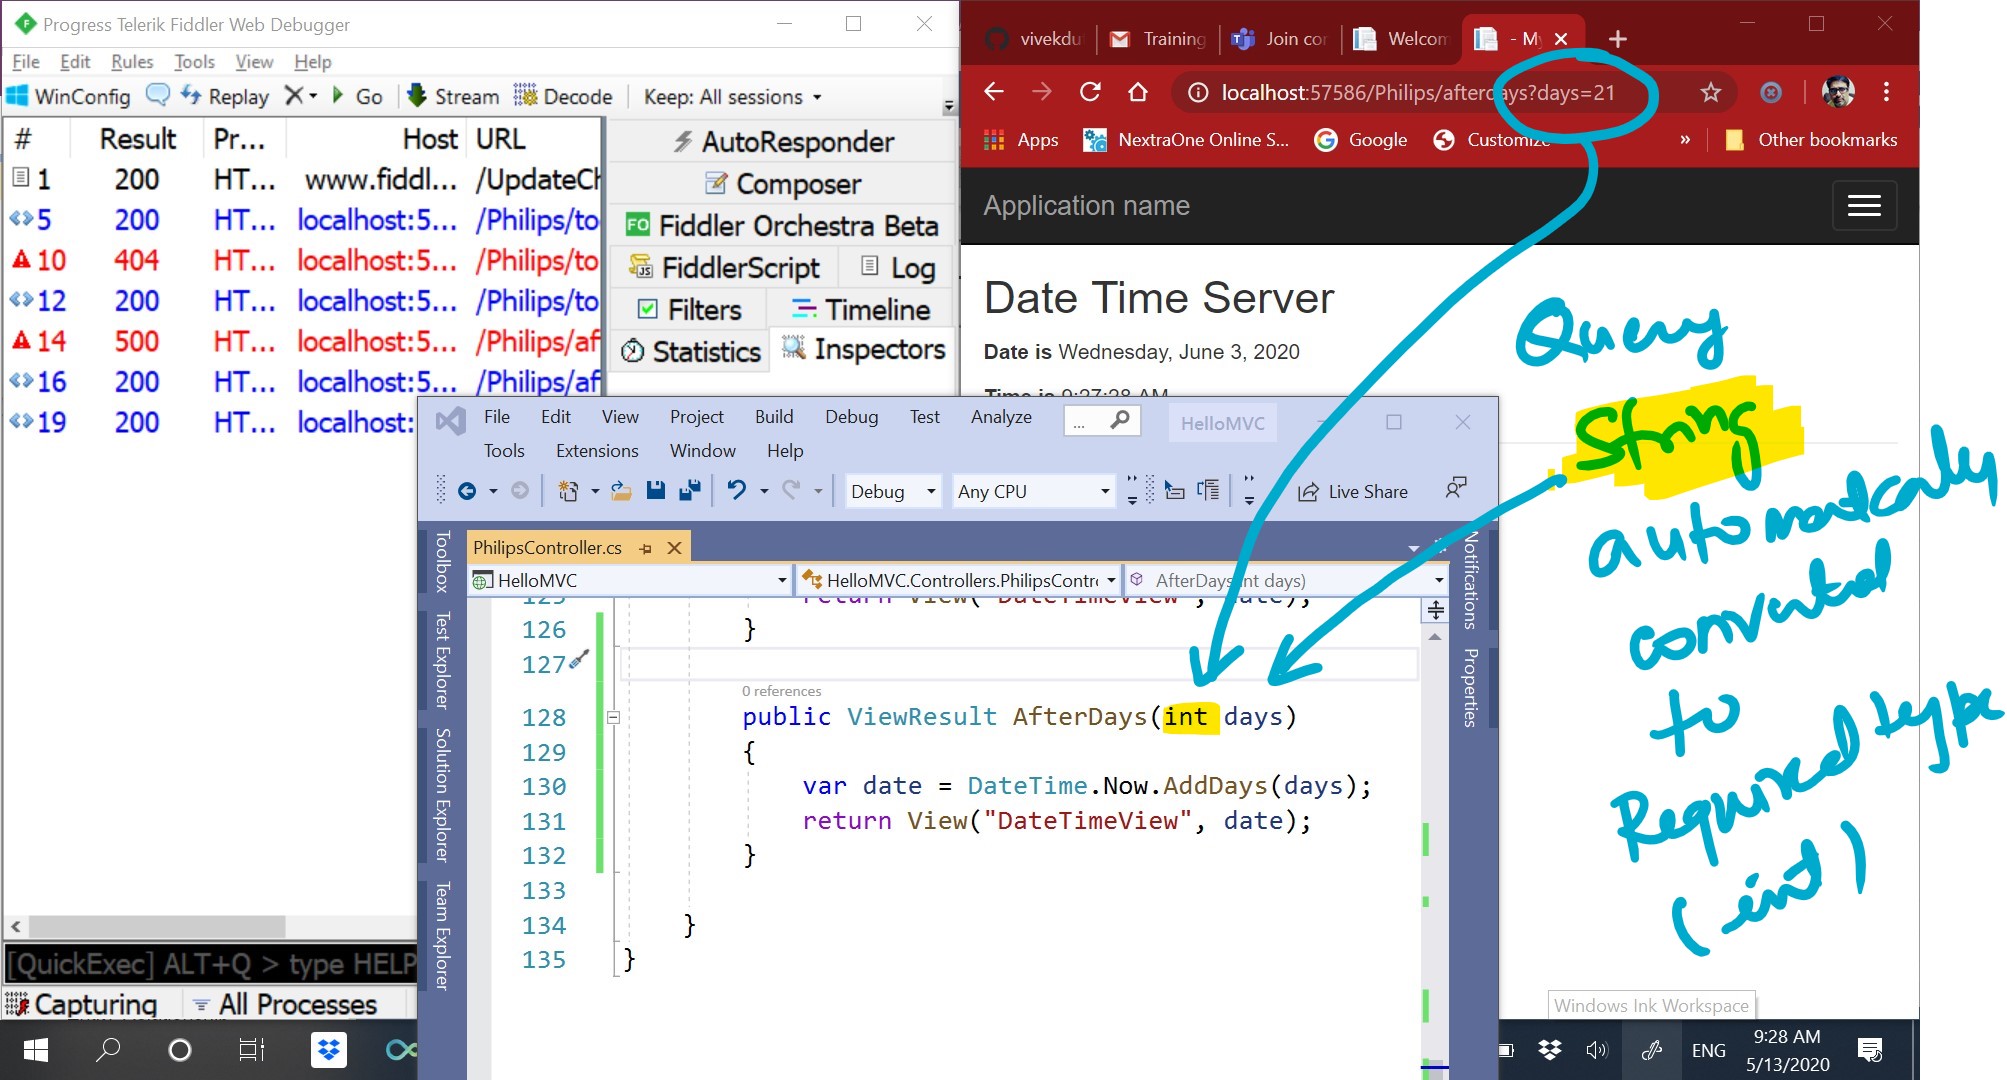 Progress Telerik Fiddler Web Debugger
File Edit Rules Tools View Help
WinConfig Replay Go Stream Decode Keep: All sessions
# Result Pr... Host URL
1 200 HT... www.fiddl... /UpdateCh
5 200 HT... localhost:5... /Philips/to
10 404 HT... localhost:5... /Philips/to
12 200 HT... localhost:5... /Philips/to
14 500 HT... localhost:5... /Philips/af
16 200 HT... localhost:5... /Philips/af
19 200 HT... localhost:
AutoResponder
Composer
FO Fiddler Orchestra Beta
FiddlerScript Log
Filters Timeline
Statistics Inspectors
[QuickExec] ALT+Q > type HELP
Capturing All Processes
vivekdu Training Join cor Welcom - My
localhost:57586/Philips/afterdays?days=21
Apps NextraOne Online S... Google Customize » Other bookmarks
Application name
Date Time Server
Date is Wednesday, June 3, 2020
Time is 9:27:28 AM
Query
String
automatically
converted
to
Required type
(int)
File Edit View Project Build Debug Test Analyze ... HelloMVC
Tools Extensions Window Help
Debug Any CPU Live Share
Toolbox
Test Explorer
Solution Explorer
Team Explorer
PhilipsController.cs
HelloMVC HelloMVC.Controllers.PhilipsContro AfterDays(int days)
125 return View("DateTimeView", date);
126 }
127
0 references
128 public ViewResult AfterDays(int days)
129 {
130 var date = DateTime.Now.AddDays(days);
131 return View("DateTimeView", date);
132 }
133
134 }
135 }
Notifications
Properties
Windows Ink Workspace
ENG 9:28 AM
5/13/2020